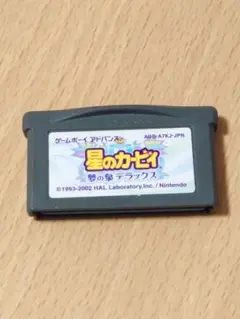 ゲームボーイ アドバンス AGB-A7KJ-JPN
星のカービィ
夢の泉デラックス
©1993-2002 HAL Laboratory,Inc. / Nintendo